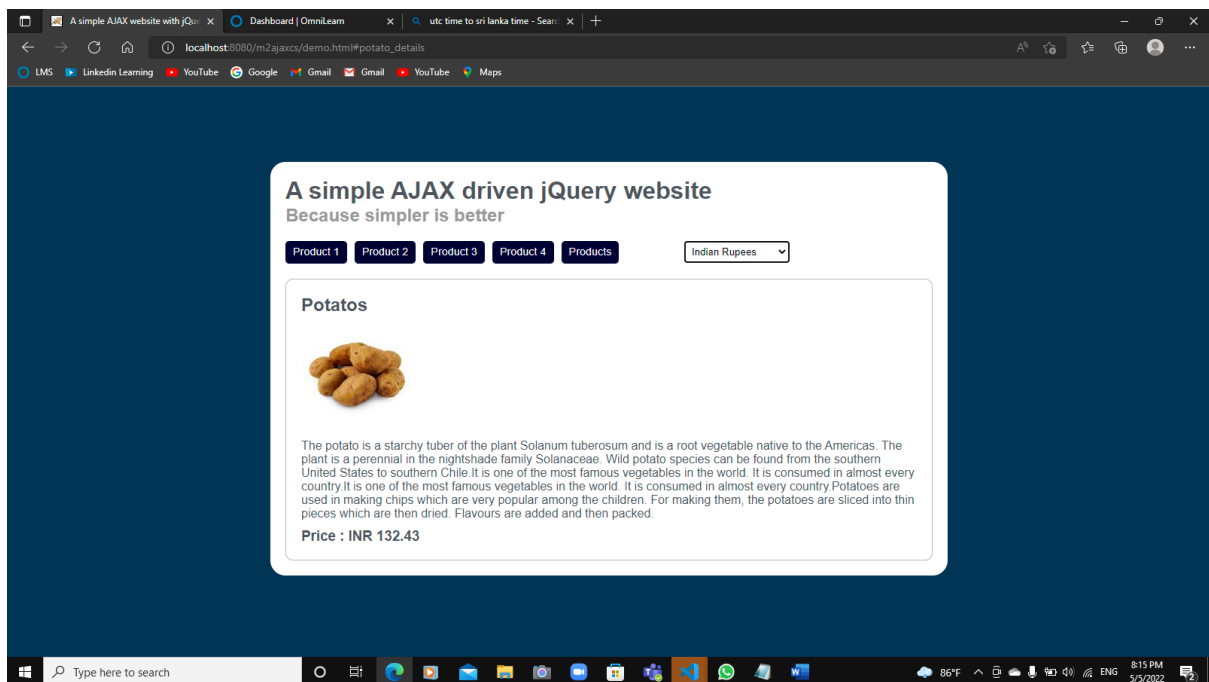 A simple AJAX website with jQue
Dashboard | OmniLearn
utc time to sri lanka time - Searc
localhost:8080/m2ajaxcs/demo.html#potato_details
LMS Linkedin Learning YouTube Google Gmail Gmail YouTube Maps
A simple AJAX driven jQuery website
Because simpler is better
Product 1 Product 2 Product 3 Product 4 Products Indian Rupees
Potatos
The potato is a starchy tuber of the plant Solanum tuberosum and is a root vegetable native to the Americas. The
plant is a perennial in the nightshade family Solanaceae. Wild potato species can be found from the southern
United States to southern Chile.It is one of the most famous vegetables in the world. It is consumed in almost every
country.It is one of the most famous vegetables in the world. It is consumed in almost every country.Potatoes are
used in making chips which are very popular among the children. For making them, the potatoes are sliced into thin
pieces which are then dried. Flavours are added and then packed.
Price : INR 132.43
Type here to search
86°F
ENG
8:15 PM
5/5/2022
2